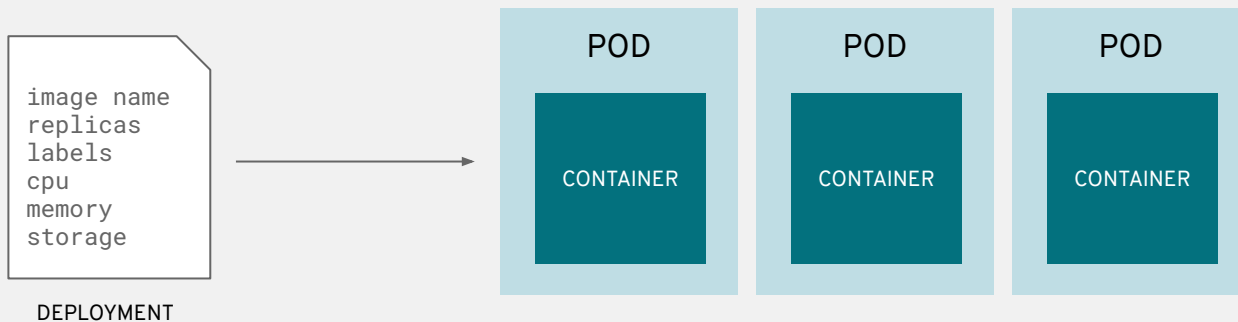 POD
POD
POD
image name
replicas
labels
cpu
memory
storage
CONTAINER
CONTAINER
CONTAINER
DEPLOYMENT